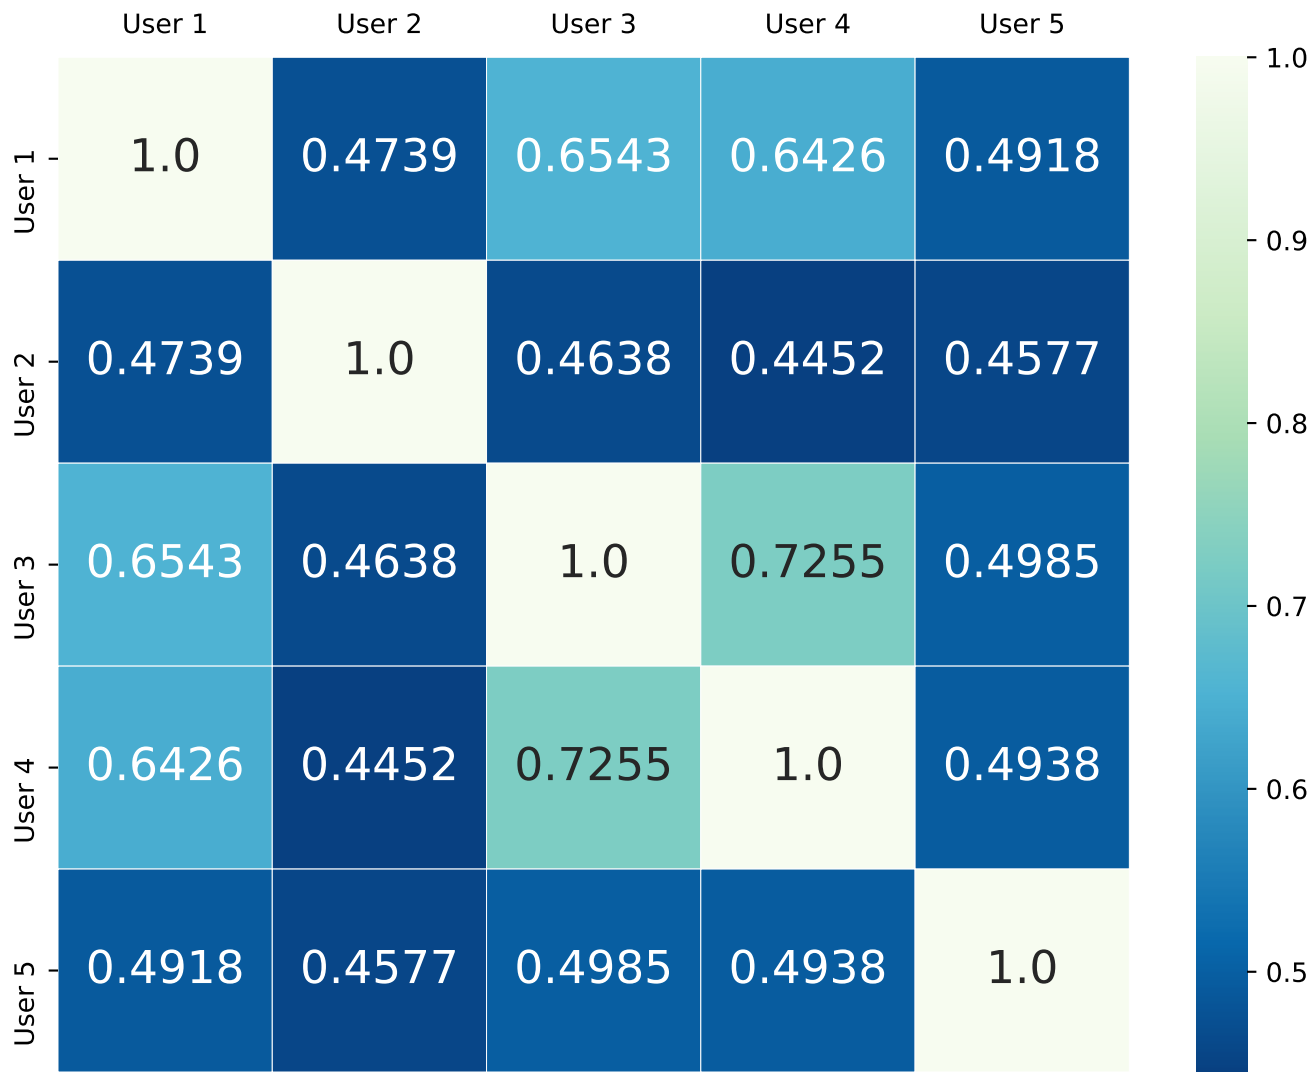 User 1 User 2 User 3 User 4 User 5
User 1 1.0 0.4739 0.6543 0.6426 0.4918
User 2 0.4739 1.0 0.4638 0.4452 0.4577
User 3 0.6543 0.4638 1.0 0.7255 0.4985
User 4 0.6426 0.4452 0.7255 1.0 0.4938
User 5 0.4918 0.4577 0.4985 0.4938 1.0
1.0
0.9
0.8
0.7
0.6
0.5